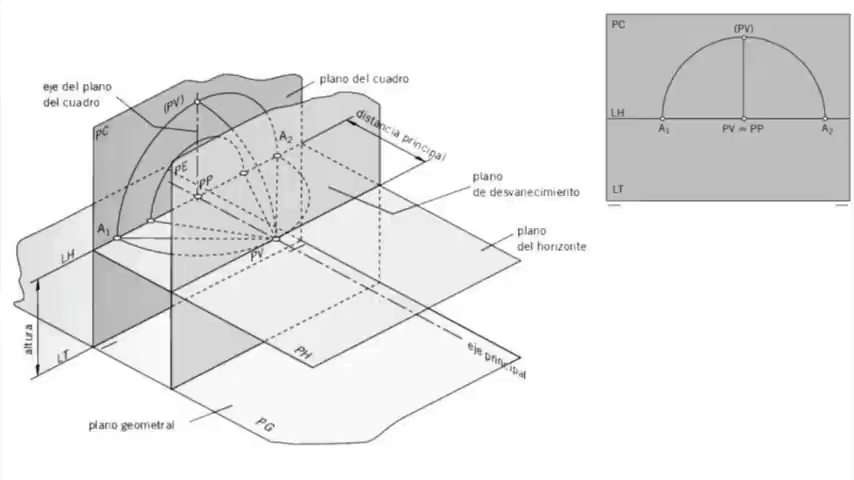 eje del plano
del cuadro
(PV)
plano del cuadro
PC
distancia principal
A2
PE
PP
plano
de desvanecimiento
A1
plano
del horizonte
LH
PV
altura
LT
PH
eje principal
plano geometral
PG
PC
(PV)
LH
A1
PV = PP
A2
LT